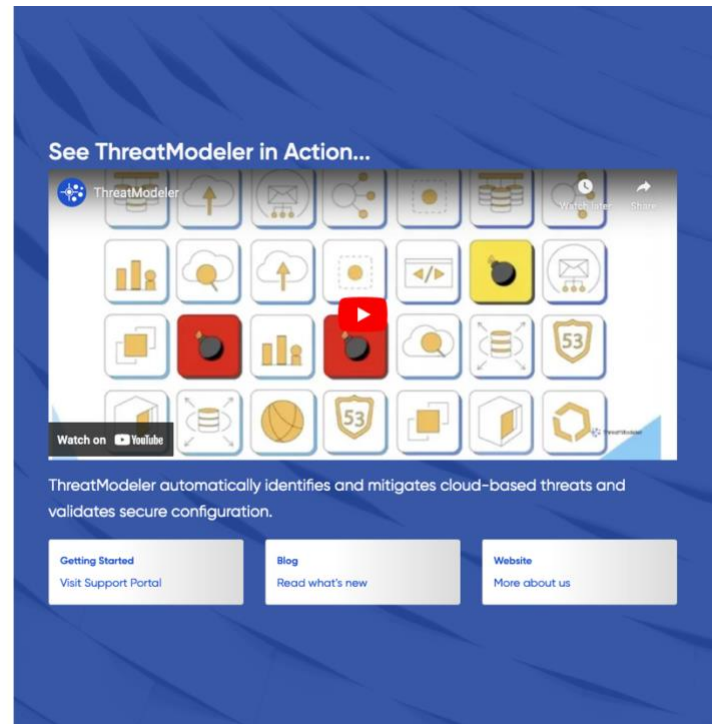 See ThreatModeler in Action...
ThreatModeler
Watch later
Share
53
53
Watch on YouTube
ThreatModeler
ThreatModeler automatically identifies and mitigates cloud-based threats and
validates secure configuration.
Getting Started
Visit Support Portal
Blog
Read what's new
Website
More about us